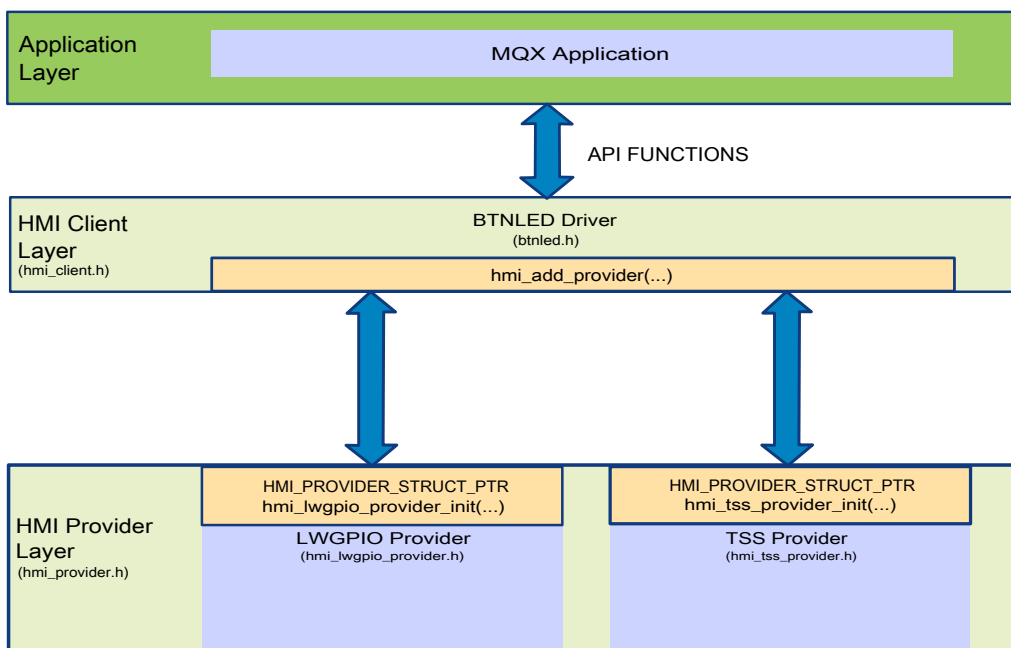 Application
Layer
MQX Application
API FUNCTIONS
HMI Client
Layer
(hmi_client.h)
BTNLED Driver
(btnled.h)
hmi_add_provider(...)
HMI Provider
Layer
(hmi_provider.h)
HMI_PROVIDER_STRUCT_PTR
hmi_lwgpio_provider_init(...)
LWGPIO Provider
(hmi_lwgpio_provider.h)
HMI_PROVIDER_STRUCT_PTR
hmi_tss_provider_init(...)
TSS Provider
(hmi_tss_provider.h)